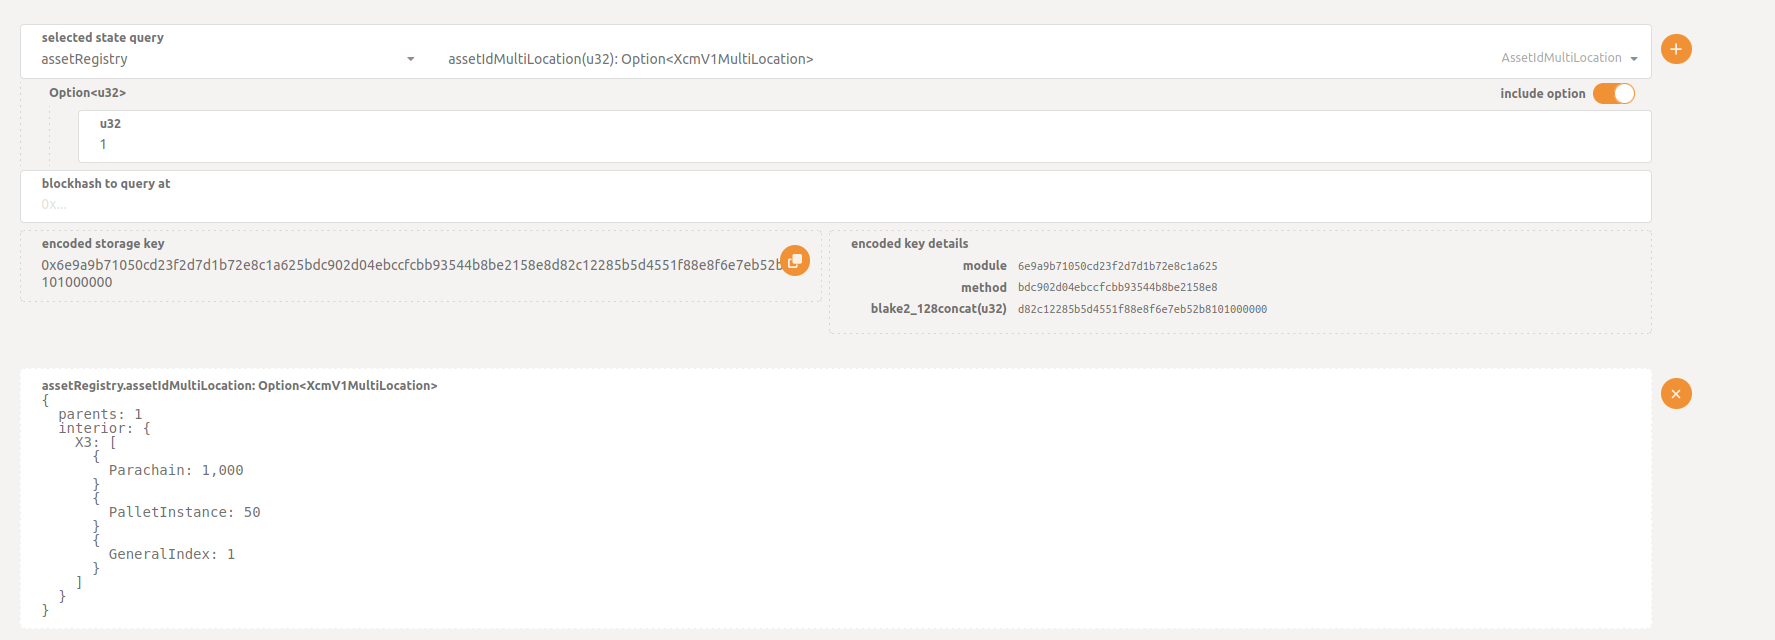 selected state query
assetRegistry
assetIdMultiLocation(u32): Option<XcmV1MultiLocation>
AssetIdMultiLocation
Option<u32>
include option
u32
1
blockhash to query at
0x...
encoded storage key
0x6e9a9b71050cd23f2d7d1b72e8c1a625bdc902d04ebccfcbb93544b8be2158e8d82c12285b5d4551f88e8f6e7eb52b
101000000
encoded key details
module 6e9a9b71050cd23f2d7d1b72e8c1a625
method bdc902d04ebccfcbb93544b8be2158e8
blake2_128concat(u32) d82c12285b5d4551f88e8f6e7eb52b8101000000
assetRegistry.assetIdMultiLocation: Option<XcmV1MultiLocation>
{
parents: 1
interior: {
X3: [
{
Parachain: 1,000
}
{
PalletInstance: 50
}
{
GeneralIndex: 1
}
]
}
}